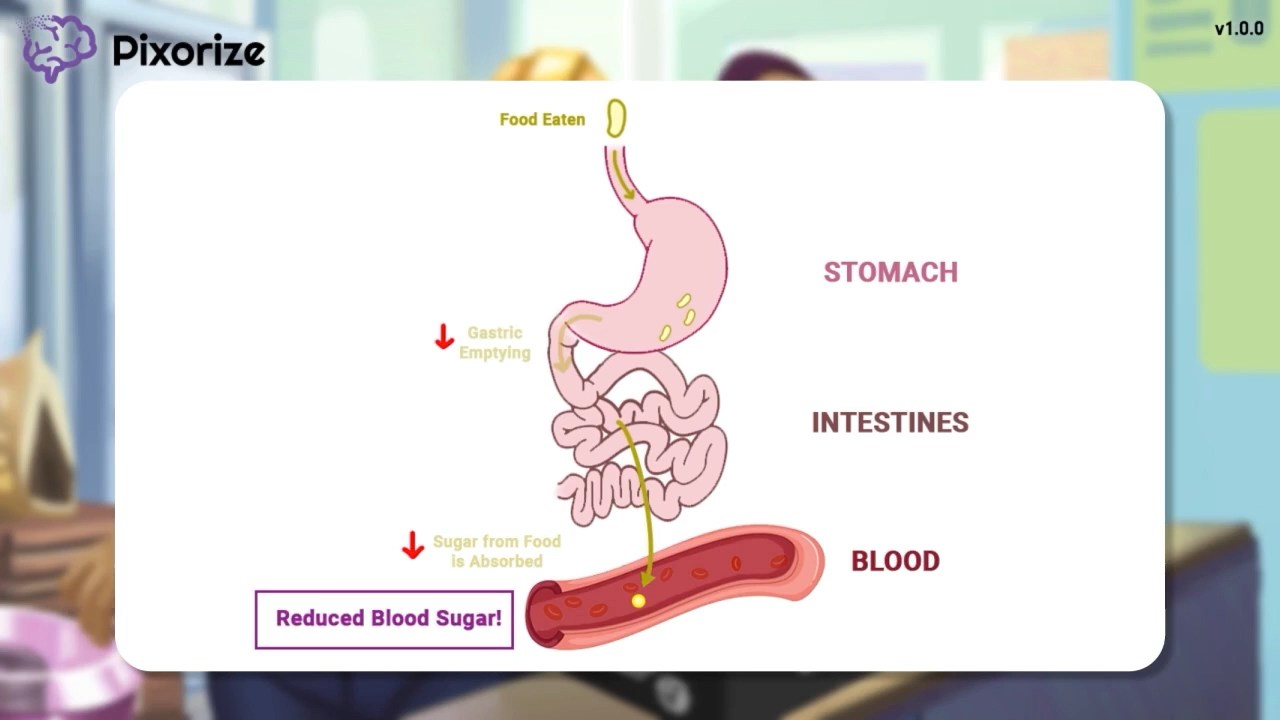 Pixorize
v1.0.0
Food Eaten
STOMACH
Gastric
Emptying
INTESTINES
Sugar from Food
is Absorbed
BLOOD
Reduced Blood Sugar!